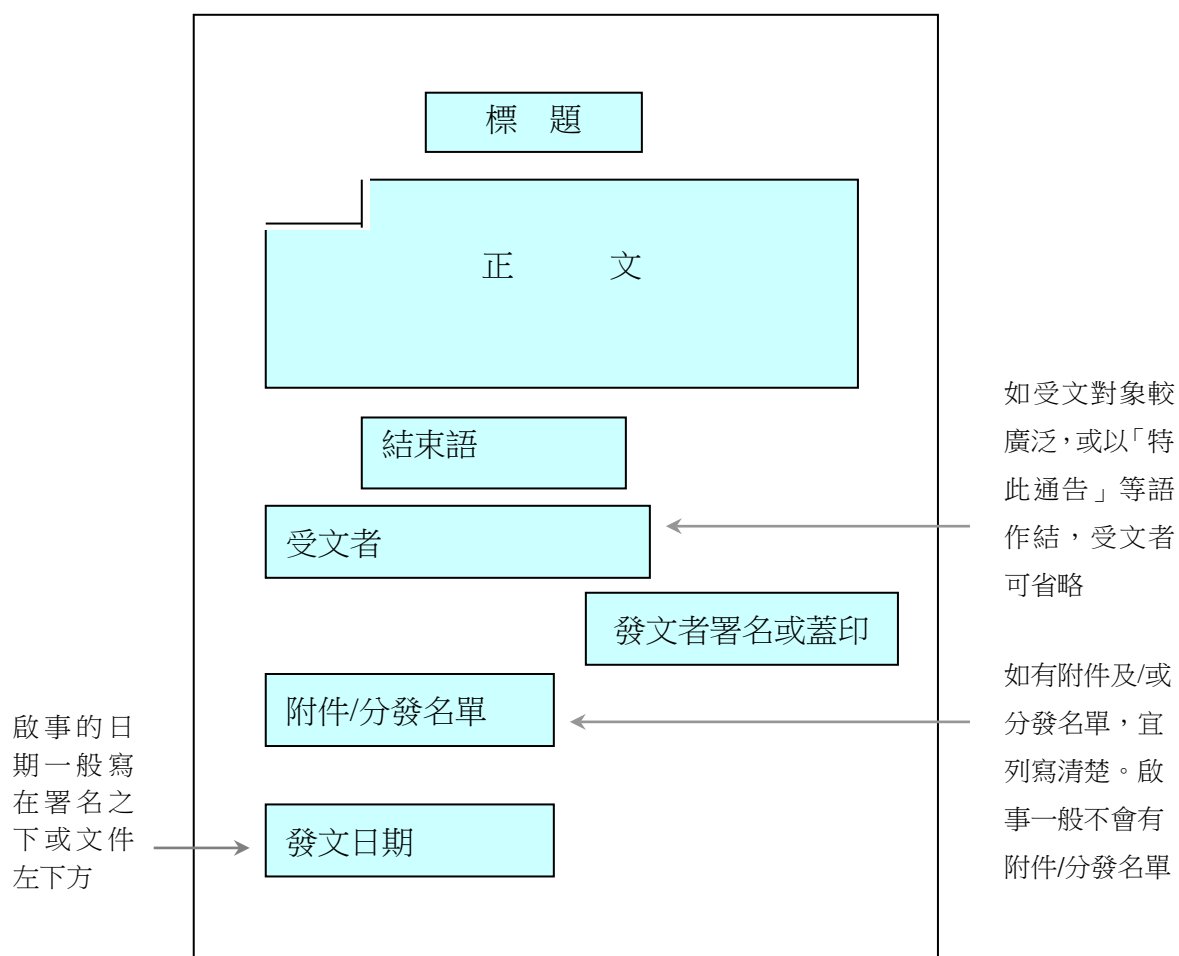 標　題
正　　文
結束語
受文者
如受文對象較
廣泛，或以「特
此通告」等語
作結，受文者
可省略
發文者署名或蓋印
附件/分發名單
如有附件及/或
分發名單，宜
列寫清楚。啟
事一般不會有
附件/分發名單
啟事的日
期一般寫
在署名之
下或文件
左下方
發文日期